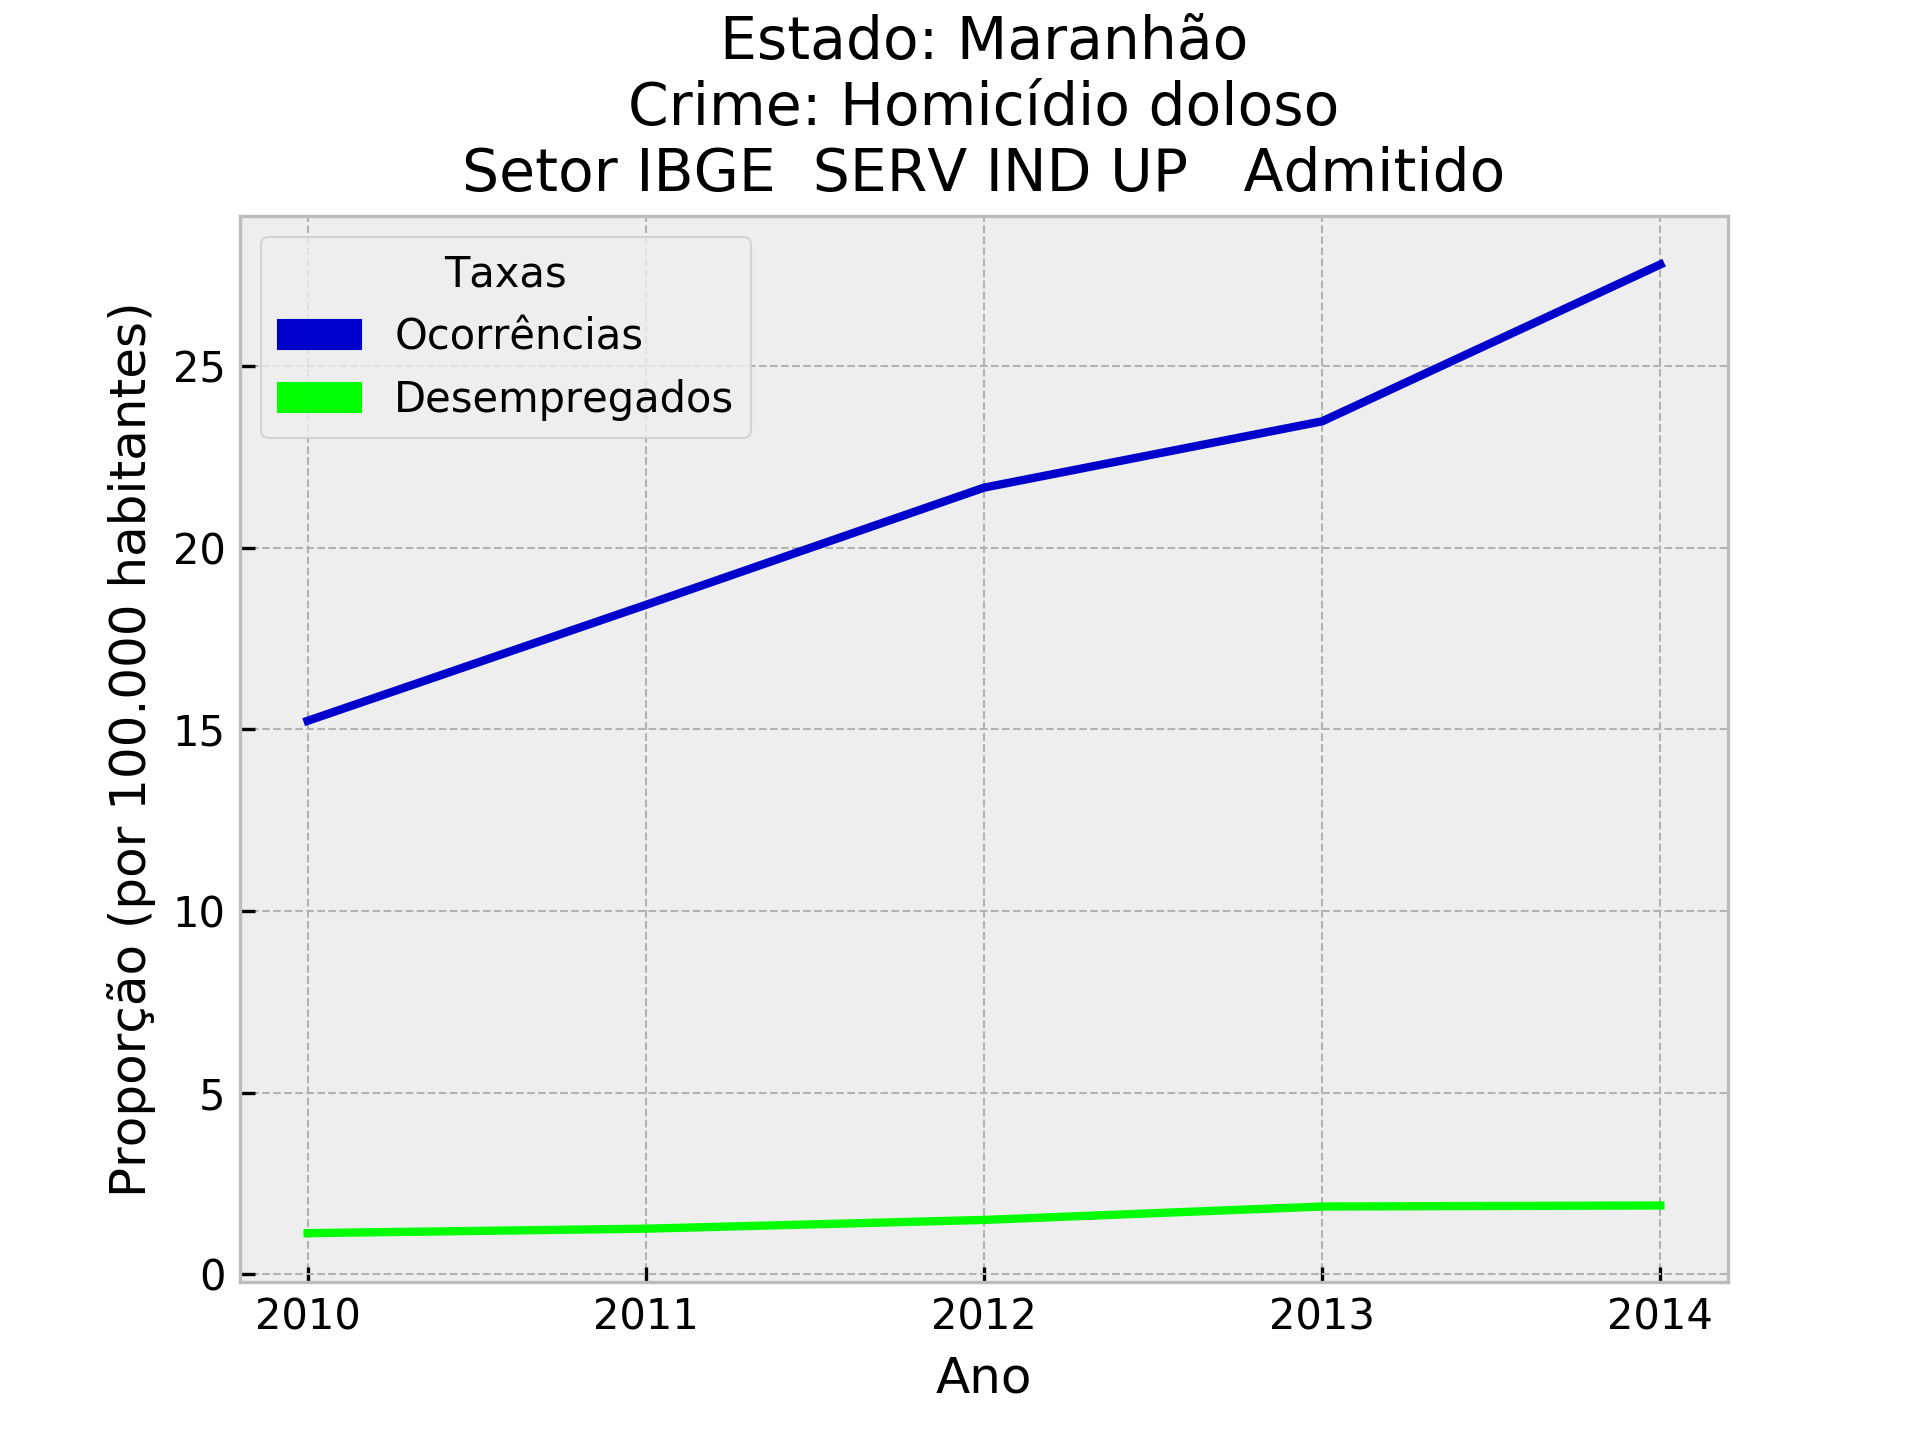 Estado: Maranhão
Crime: Homicídio doloso
Setor IBGE  SERV IND UP   Admitido
Taxas
Ocorrências
Desempregados
Proporção (por 100.000 habitantes)
25
20
15
10
5
0
2010 2011 2012 2013 2014
Ano